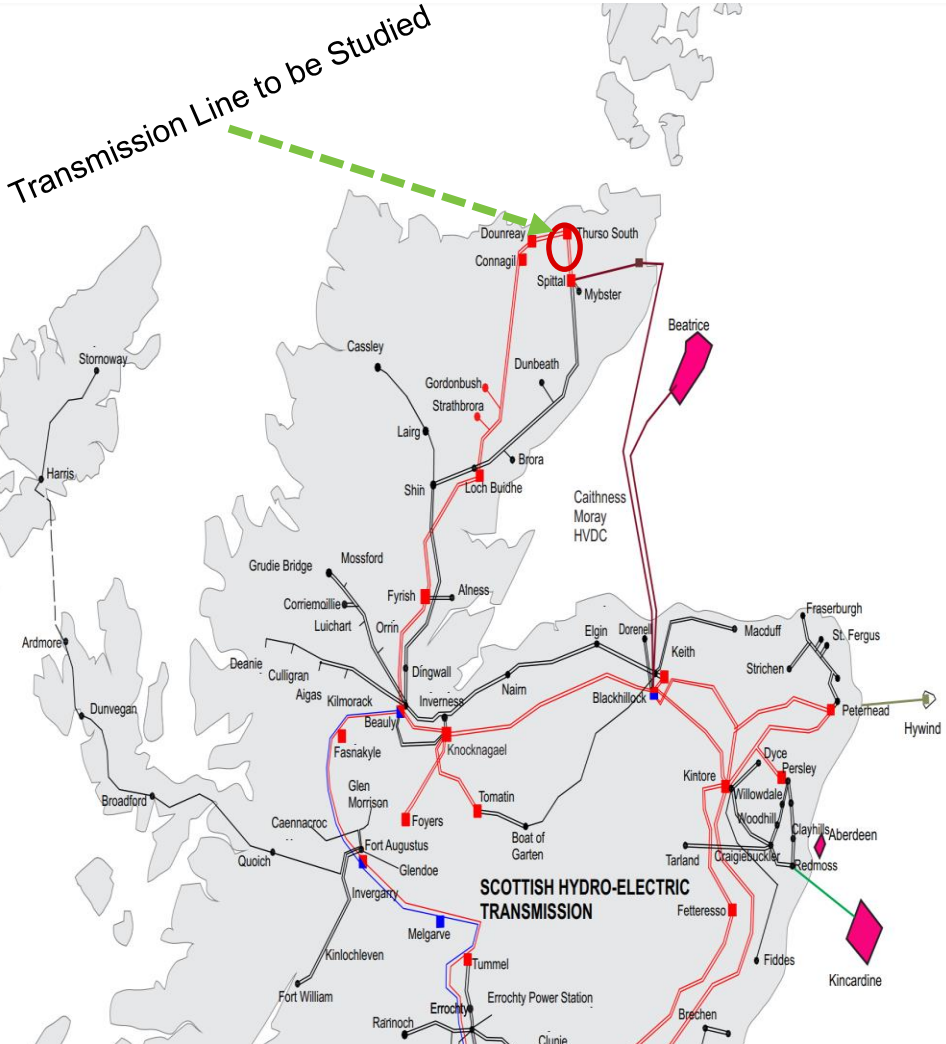 Transmission Line to be Studied
Dounreay
Thurso South
Connagil
Spittal
Mybster
Beatrice
Cassley
Stornoway
Dunbeath
Gordonbush
Strathbrora
Lairg
Brora
Harris
Shin
Loch Buidhe
Caithness
Moray
HVDC
Mossford
Grudie Bridge
Fyrish
Alness
Corriemoillie
Luichart
Orrin
Fraserburgh
Elgin
Dorenell
Macduff
St. Fergus
Ardmore
Keith
Strichen
Deanie
Culligran
Dingwall
Aigas
Nairn
Kilmorack
Inverness
Blackhillock
Dunvegan
Beauly
Peterhead
Hywind
Fasnakyle
Knocknagael
Dyce
Persley
Kintore
Glen
Morrison
Tomatin
Willowdale
Broadford
Foyers
Woodhill
Caennacroc
Boat of
Garten
Clayhills
Aberdeen
Fort Augustus
Quoich
Glendoe
Tarland
Craigiebuckler
Redmoss
Invergarry
SCOTTISH HYDRO-ELECTRIC
TRANSMISSION
Fetteresso
Melgarve
Kinlochleven
Tummel
Fiddes
Kincardine
Fort William
Errochty
Errochty Power Station
Rannoch
Brechen
Clunie